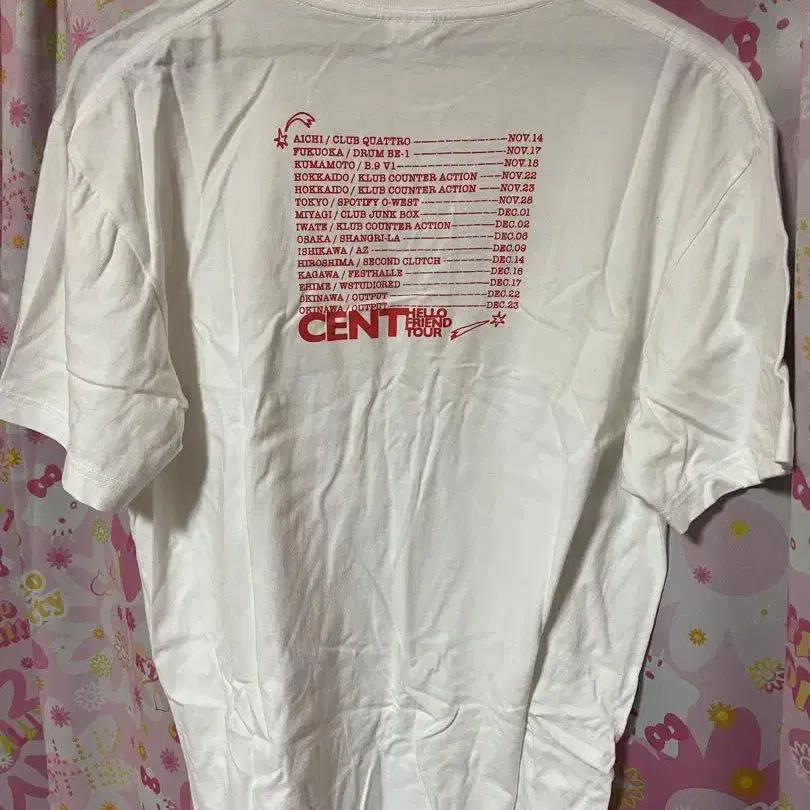 AICHI / CLUB QUATTRO ------------------- NOV.14
FUKUOKA / DRUM BE-1 ------------------- NOV.17
KUMAMOTO / B.9 V1 --------------------- NOV.18
HOKKAIDO / KLUB COUNTER ACTION ----- NOV.22
HOKKAIDO / KLUB COUNTER ACTION ----- NOV.23
TOKYO / SPOTIFY O-WEST --------------- NOV.28
MIYAGI / CLUB JUNK BOX --------------- DEC.01
IWATE / KLUB COUNTER ACTION --------- DEC.02
OSAKA / SHANGRI-LA ------------------- DEC.06
ISHIKAWA / AZ ------------------------- DEC.09
HIROSHIMA / SECOND CLUTCH ---------- DEC.14
KAGAWA / FESTHALLE ------------------ DEC.16
EHIME / WSTUDIORED ------------------ DEC.17
OKINAWA / OUTPUT -------------------- DEC.22
OKINAWA / OUTPUT -------------------- DEC.23
CENT HELLO
FRIEND
TOUR